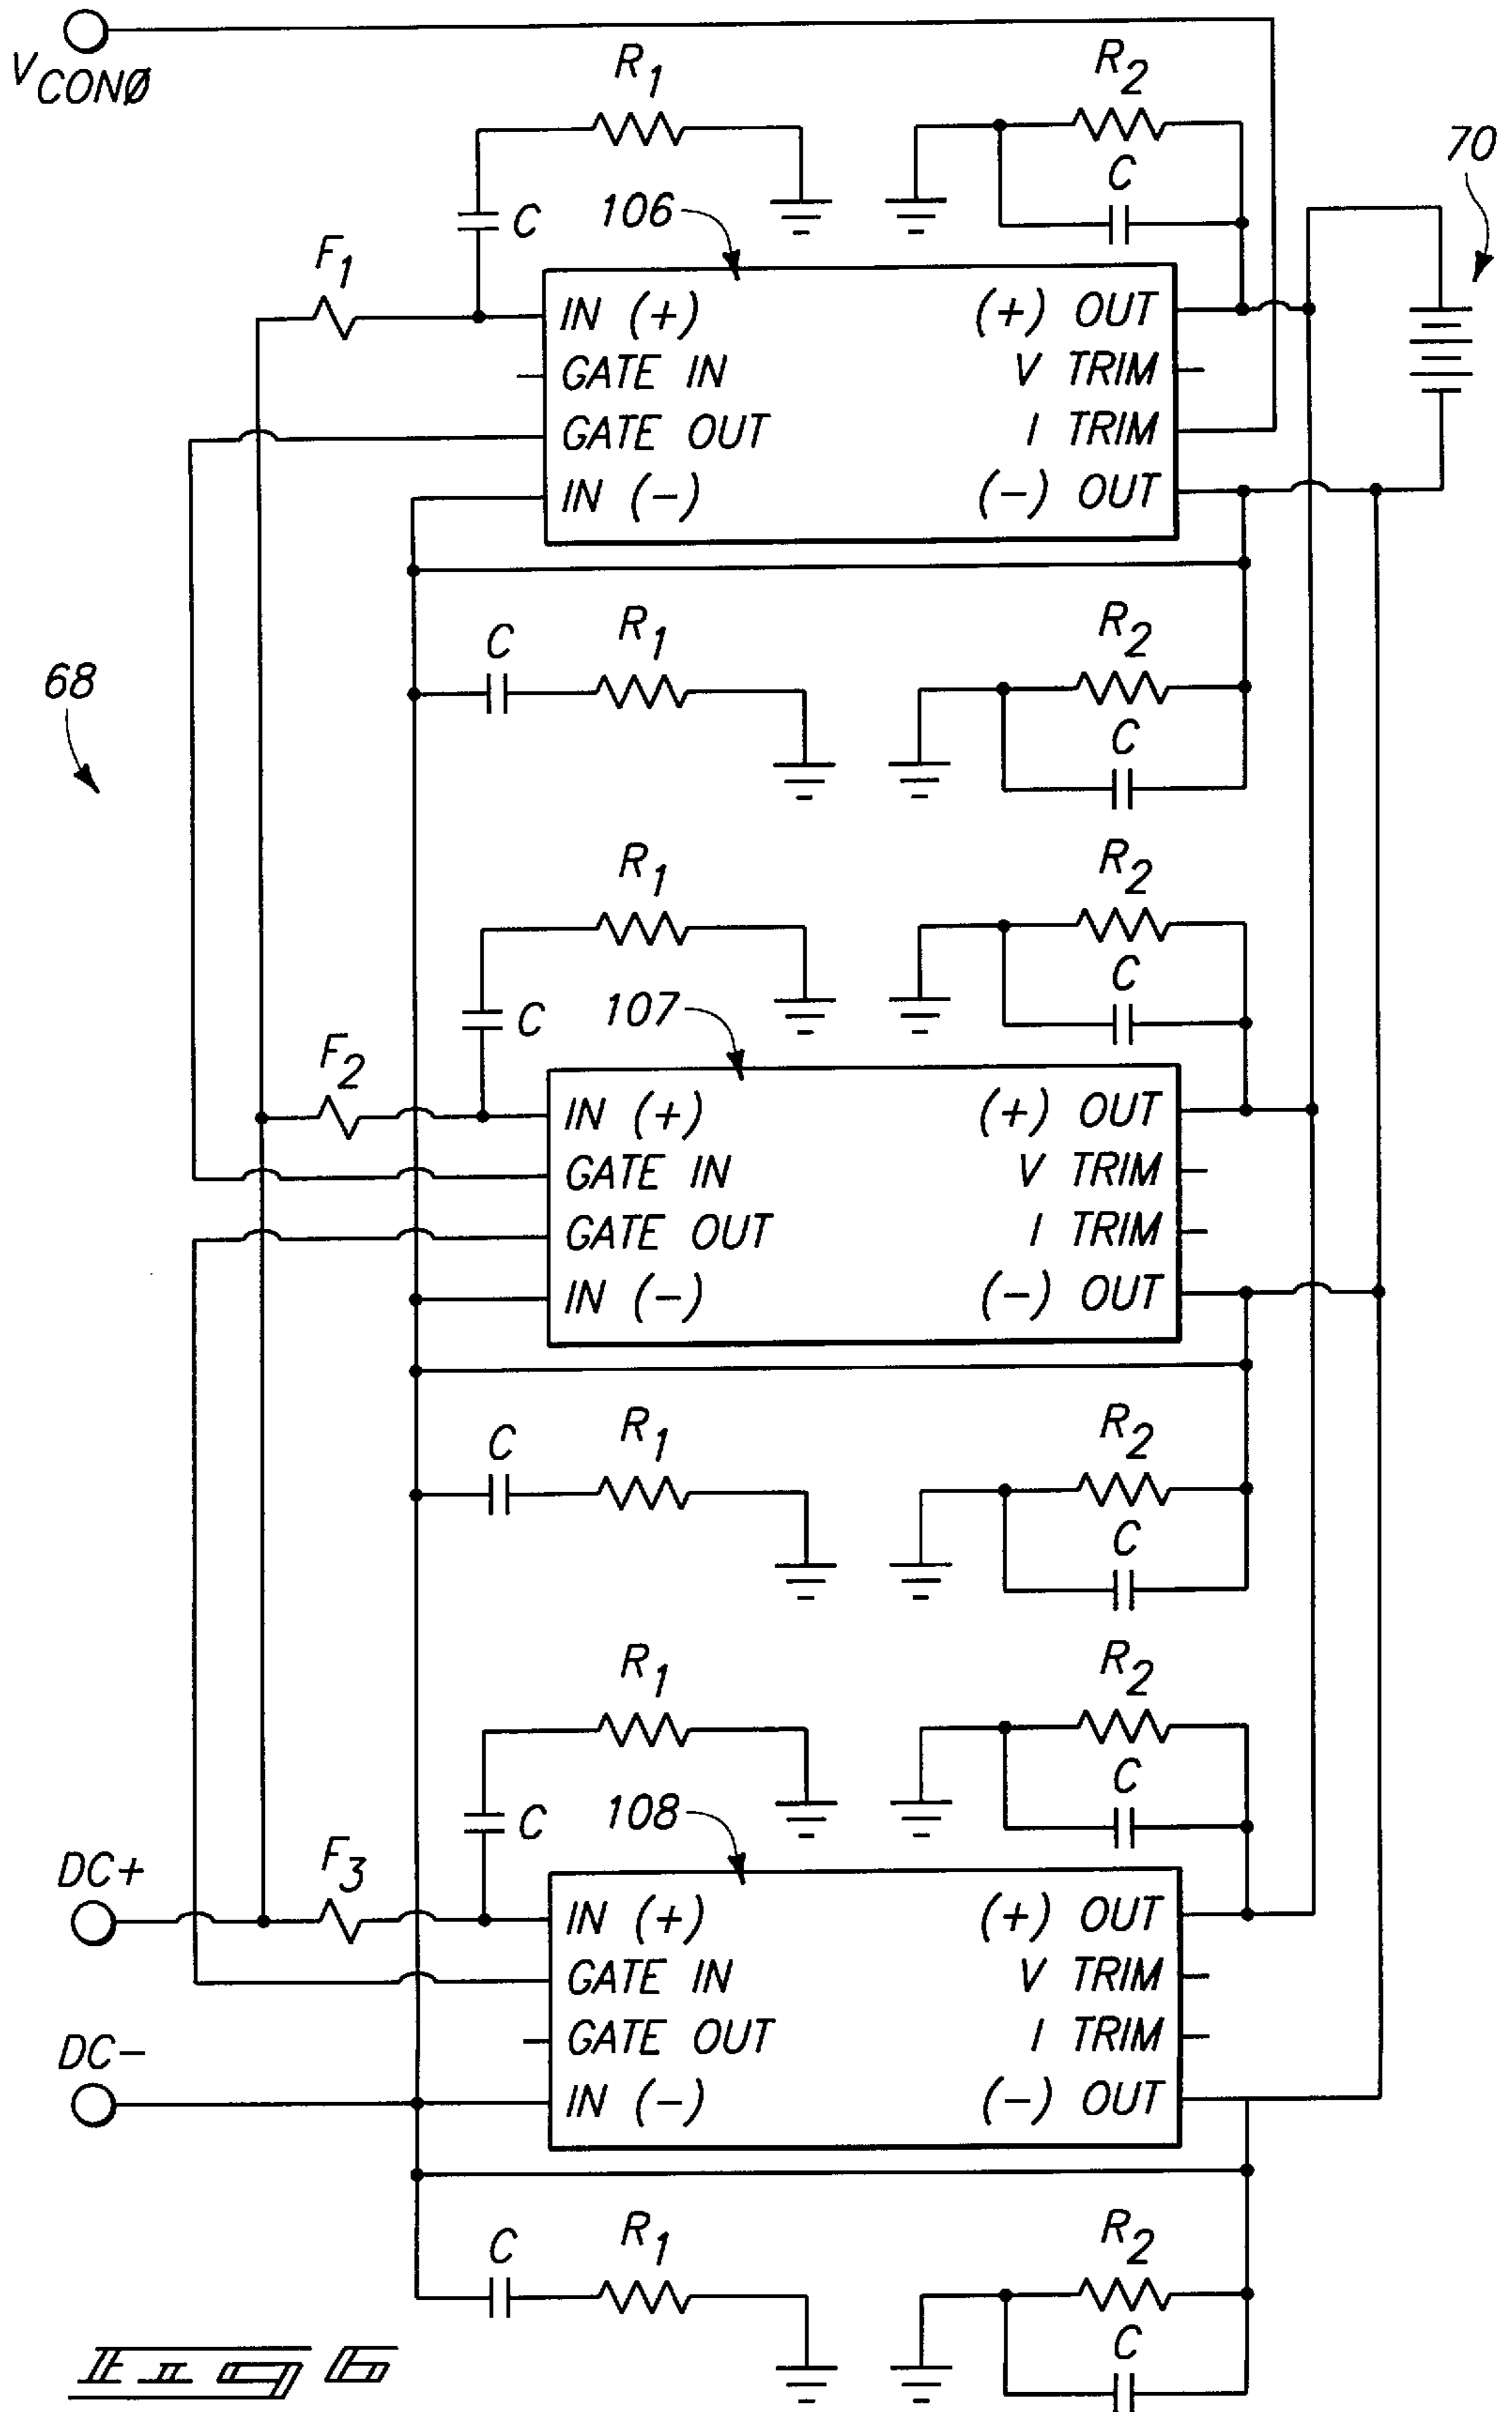 V CONØ
R1
R2
C
70
C
106
F1
IN (+)
(+) OUT
GATE IN
V TRIM
GATE OUT
I TRIM
IN (-)
(-) OUT
C
R1
R2
68
C
R1
R2
C
C
107
F2
IN (+)
(+) OUT
GATE IN
V TRIM
GATE OUT
I TRIM
IN (-)
(-) OUT
C
R1
R2
C
R1
R2
C
C
108
DC+
F3
IN (+)
(+) OUT
GATE IN
V TRIM
GATE OUT
I TRIM
DC-
IN (-)
(-) OUT
C
R1
R2
C
Fig 6